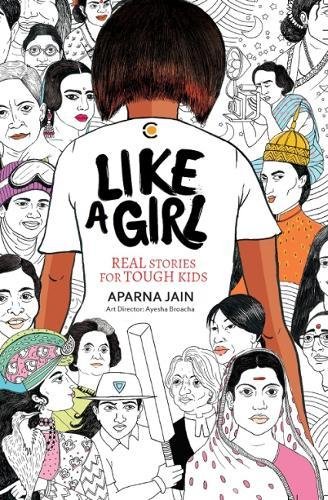 LIKE
A GIRL
REAL STORIES
FOR TOUGH KIDS
APARNA JAIN
Art Director: Ayesha Broacha